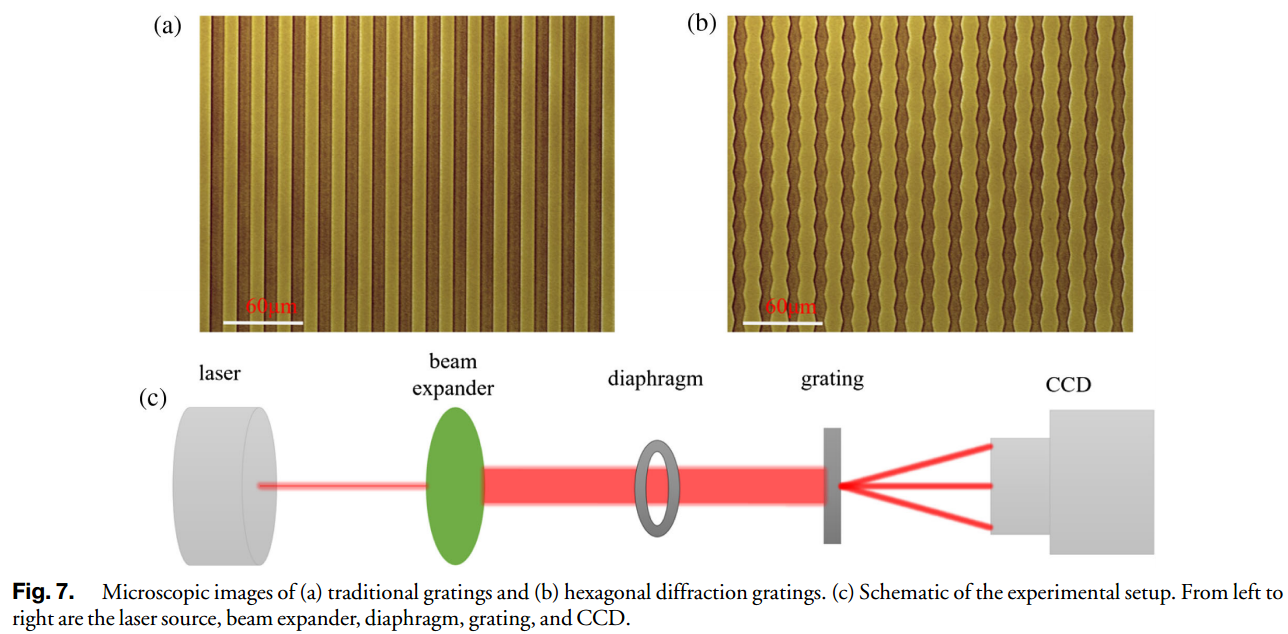 (a)
(b)
60μm
60μm
(c)
laser
beam
expander
diaphragm
grating
CCD
Fig. 7. Microscopic images of (a) traditional gratings and (b) hexagonal diffraction gratings. (c) Schematic of the experimental setup. From left to
right are the laser source, beam expander, diaphragm, grating, and CCD.